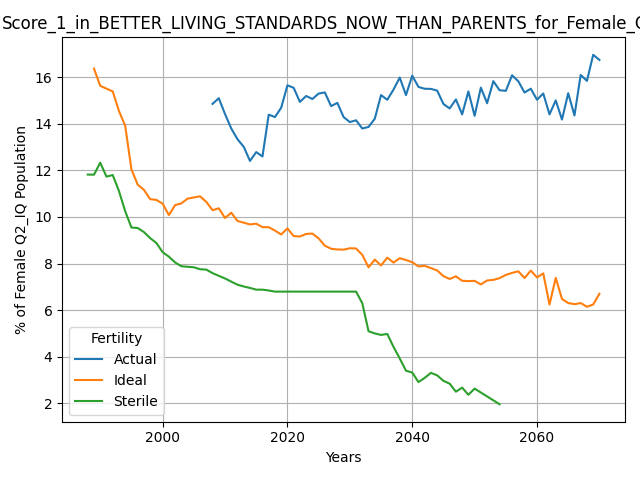 Score_1_in_BETTER_LIVING_STANDARDS_NOW_THAN_PARENTS_for_Female_
% of Female Q2_IQ Population
16
14
12
10
8
6
4
2
Fertility
Actual
Ideal
Sterile
2000 2020 2040 2060
Years